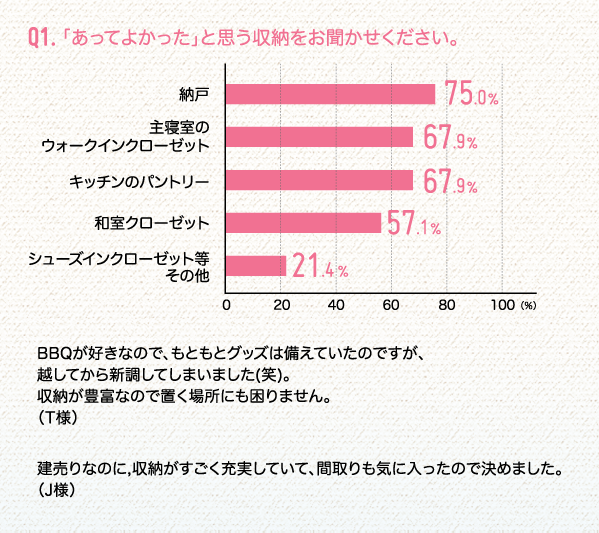 Q1.「あってよかった」と思う収納をお聞かせください。
納戸 75.0%
主寝室の
ウォークインクローゼット 67.9%
キッチンのパントリー 67.9%
和室クローゼット 57.1%
シューズインクローゼット等
その他 21.4%
0 20 40 60 80 100 (%)
BBQが好きなので、もともとグッズは備えていたのですが、
越してから新調してしまいました(笑)。
収納が豊富なので置く場所にも困りません。
（T様）
建売りなのに,収納がすごく充実していて、間取りも気に入ったので決めました。
（J様）